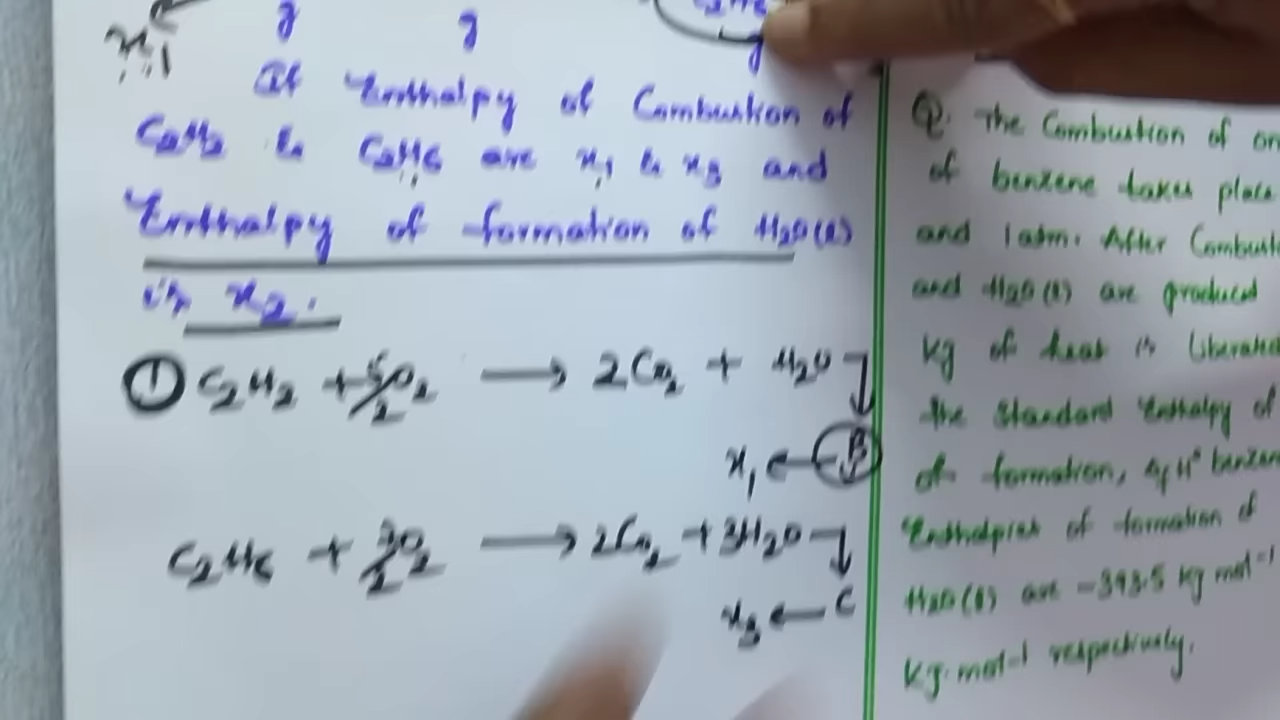 g g g
If Enthalpy of Combustion of
C2H2 & C2H6 are x1 & x3 and
Enthalpy of formation of H2O(l)
is x2.
① C2H2 + 5/2 O2 → 2CO2 + H2O
x1 ← B
C2H6 + 7/2 O2 → 2CO2 + 3H2O
x3 ← C
Q. The Combustion of
of benzene takes place
and 1 atm. After
and H2O(l) are produced
kJ of heat is liberated
the Standard Enthalpy of
of formation, ΔfH° benzene
Enthalpies of formation of
H2O(l) are -393.5 kJ mol-1
kJ.mol-1 respectively.